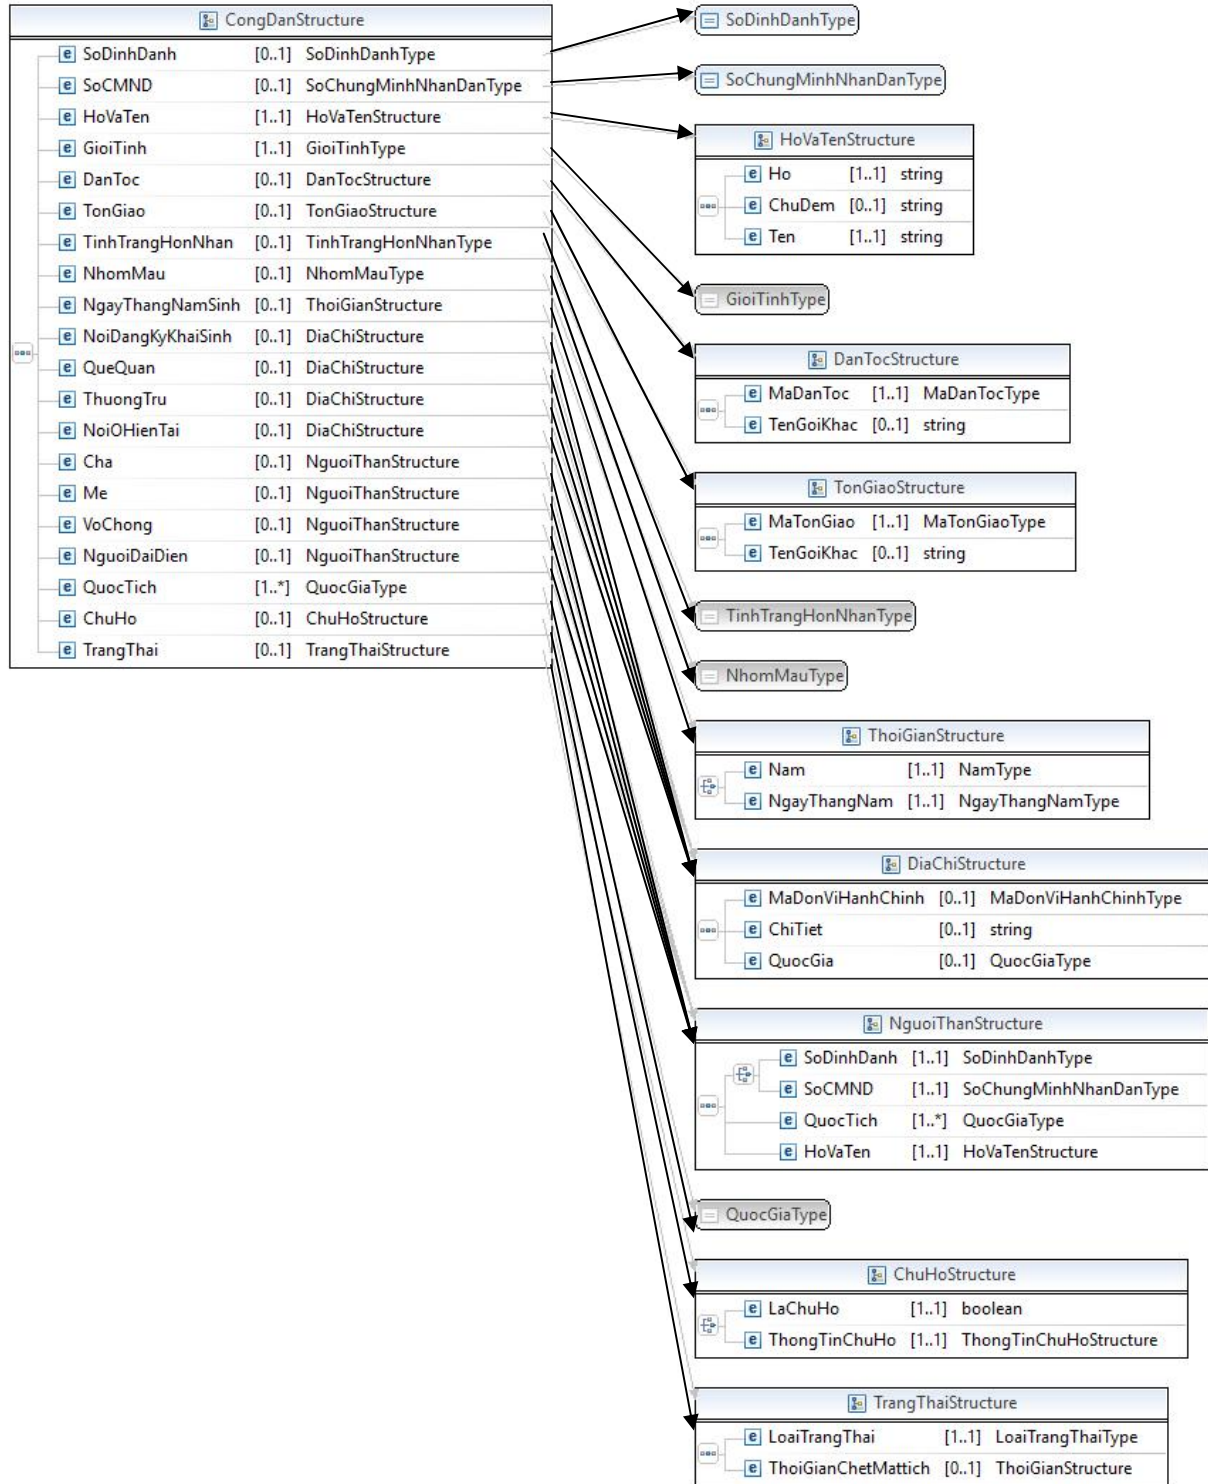 CongDanStructure
SoDinhDanh [0..1] SoDinhDanhType
SoCMND [0..1] SoChungMinhNhanDanType
HoVaTen [1..1] HoVaTenStructure
GioiTinh [1..1] GioiTinhType
DanToc [0..1] DanTocStructure
TonGiao [0..1] TonGiaoStructure
TinhTrangHonNhan [0..1] TinhTrangHonNhanType
NhomMau [0..1] NhomMauType
NgayThangNamSinh [0..1] ThoiGianStructure
NoiDangKyKhaiSinh [0..1] DiaChiStructure
QueQuan [0..1] DiaChiStructure
ThuongTru [0..1] DiaChiStructure
NoiOHienTai [0..1] DiaChiStructure
Cha [0..1] NguoiThanStructure
Me [0..1] NguoiThanStructure
VoChong [0..1] NguoiThanStructure
NguoiDaiDien [0..1] NguoiThanStructure
QuocTich [1..*] QuocGiaType
ChuHo [0..1] ChuHoStructure
TrangThai [0..1] TrangThaiStructure
SoDinhDanhType
SoChungMinhNhanDanType
HoVaTenStructure
Ho [1..1] string
ChuDem [0..1] string
Ten [1..1] string
GioiTinhType
DanTocStructure
MaDanToc [1..1] MaDanTocType
TenGoiKhac [0..1] string
TonGiaoStructure
MaTonGiao [1..1] MaTonGiaoType
TenGoiKhac [0..1] string
TinhTrangHonNhanType
NhomMauType
ThoiGianStructure
Nam [1..1] NamType
NgayThangNam [1..1] NgayThangNamType
DiaChiStructure
MaDonViHanhChinh [0..1] MaDonViHanhChinhType
ChiTiet [0..1] string
QuocGia [0..1] QuocGiaType
NguoiThanStructure
SoDinhDanh [1..1] SoDinhDanhType
SoCMND [1..1] SoChungMinhNhanDanType
QuocTich [1..*] QuocGiaType
HoVaTen [1..1] HoVaTenStructure
QuocGiaType
ChuHoStructure
LaChuHo [1..1] boolean
ThongTinChuHo [1..1] ThongTinChuHoStructure
TrangThaiStructure
LoaiTrangThai [1..1] LoaiTrangThaiType
ThoiGianChetMattich [0..1] ThoiGianStructure